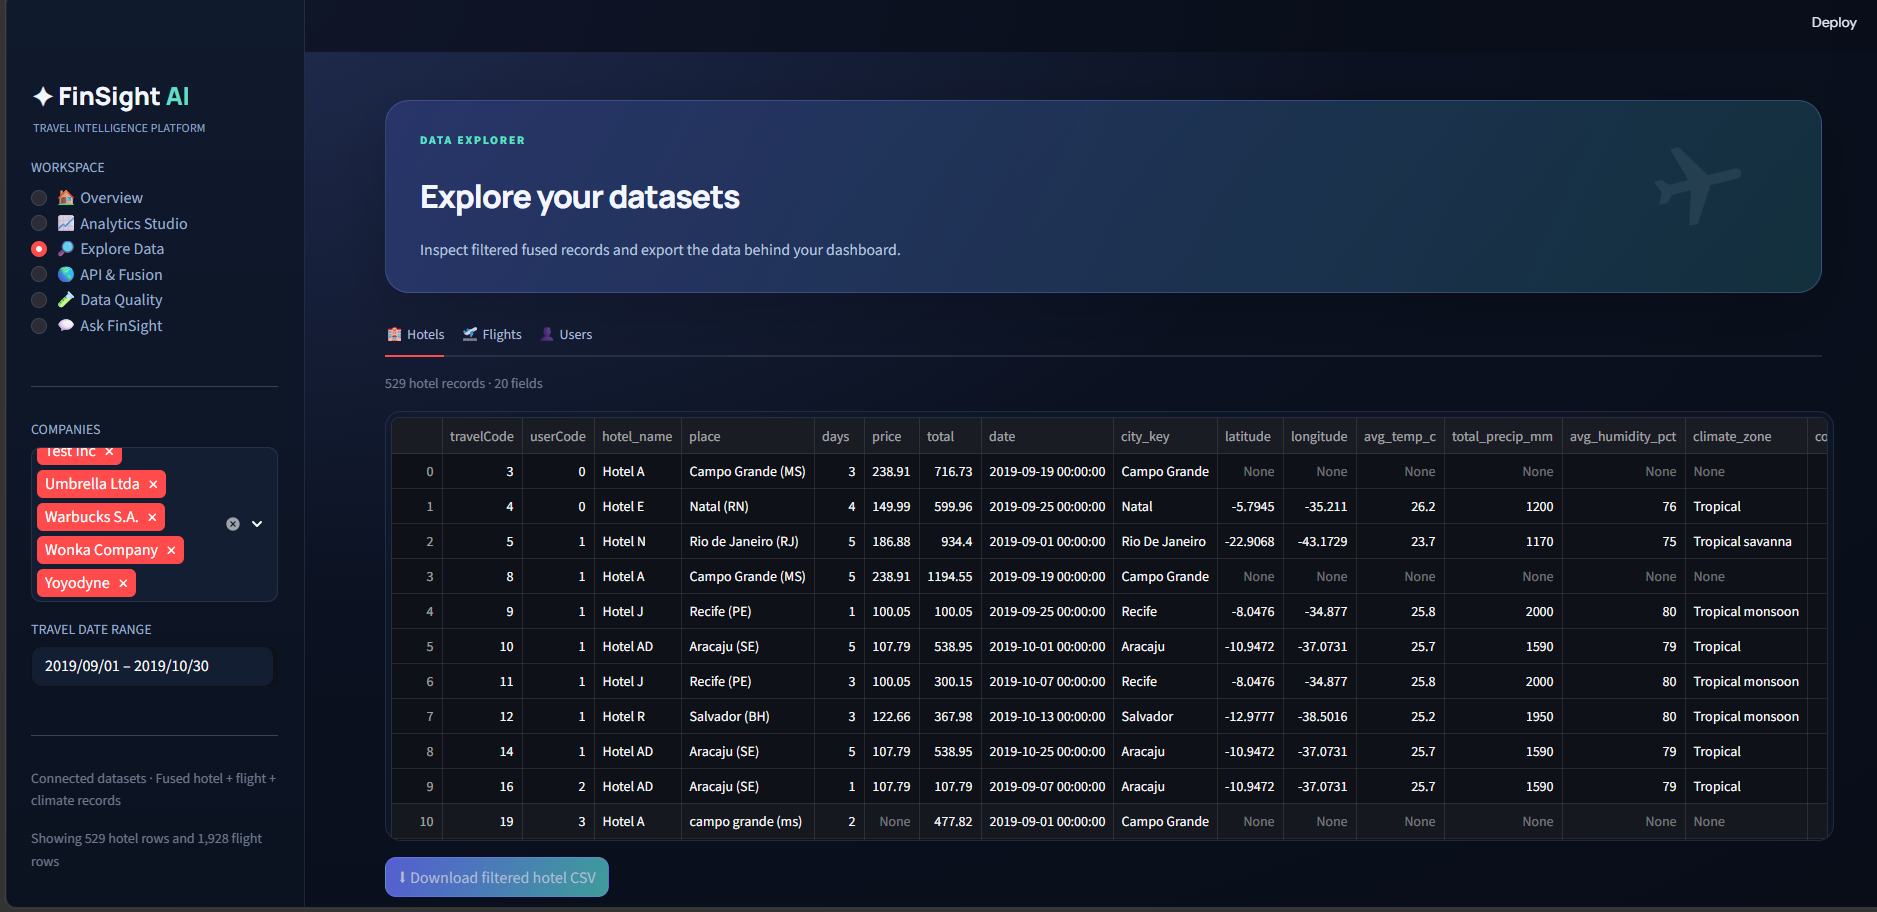 Deploy
FinSight AI
TRAVEL INTELLIGENCE PLATFORM
WORKSPACE
Overview
Analytics Studio
Explore Data
API & Fusion
Data Quality
Ask FinSight
COMPANIES
Test Inc ×
Umbrella Ltda ×
Warbucks S.A. ×
Wonka Company ×
Yoyodyne ×
TRAVEL DATE RANGE
2019/09/01 – 2019/10/30
Connected datasets · Fused hotel + flight +
climate records
Showing 529 hotel rows and 1,928 flight
rows
DATA EXPLORER
Explore your datasets
Inspect filtered fused records and export the data behind your dashboard.
Hotels Flights Users
529 hotel records · 20 fields
travelCode userCode hotel_name place days price total date city_key latitude longitude avg_temp_c total_precip_mm avg_humidity_pct climate_zone co
0 3 0 Hotel A Campo Grande (MS) 3 238.91 716.73 2019-09-19 00:00:00 Campo Grande None None None None None None
1 4 0 Hotel E Natal (RN) 4 149.99 599.96 2019-09-25 00:00:00 Natal -5.7945 -35.211 26.2 1200 76 Tropical
2 5 1 Hotel N Rio de Janeiro (RJ) 5 186.88 934.4 2019-09-01 00:00:00 Rio De Janeiro -22.9068 -43.1729 23.7 1170 75 Tropical savanna
3 8 1 Hotel A Campo Grande (MS) 5 238.91 1194.55 2019-09-19 00:00:00 Campo Grande None None None None None None
4 9 1 Hotel J Recife (PE) 1 100.05 100.05 2019-09-25 00:00:00 Recife -8.0476 -34.877 25.8 2000 80 Tropical monsoon
5 10 1 Hotel AD Aracaju (SE) 5 107.79 538.95 2019-10-01 00:00:00 Aracaju -10.9472 -37.0731 25.7 1590 79 Tropical
6 11 1 Hotel J Recife (PE) 3 100.05 300.15 2019-10-07 00:00:00 Recife -8.0476 -34.877 25.8 2000 80 Tropical monsoon
7 12 1 Hotel R Salvador (BH) 3 122.66 367.98 2019-10-13 00:00:00 Salvador -12.9777 -38.5016 25.2 1950 80 Tropical monsoon
8 14 1 Hotel AD Aracaju (SE) 5 107.79 538.95 2019-10-25 00:00:00 Aracaju -10.9472 -37.0731 25.7 1590 79 Tropical
9 16 2 Hotel AD Aracaju (SE) 1 107.79 107.79 2019-09-07 00:00:00 Aracaju -10.9472 -37.0731 25.7 1590 79 Tropical
10 19 3 Hotel A campo grande (ms) 2 None 477.82 2019-09-01 00:00:00 Campo Grande None None None None None None
Download filtered hotel CSV